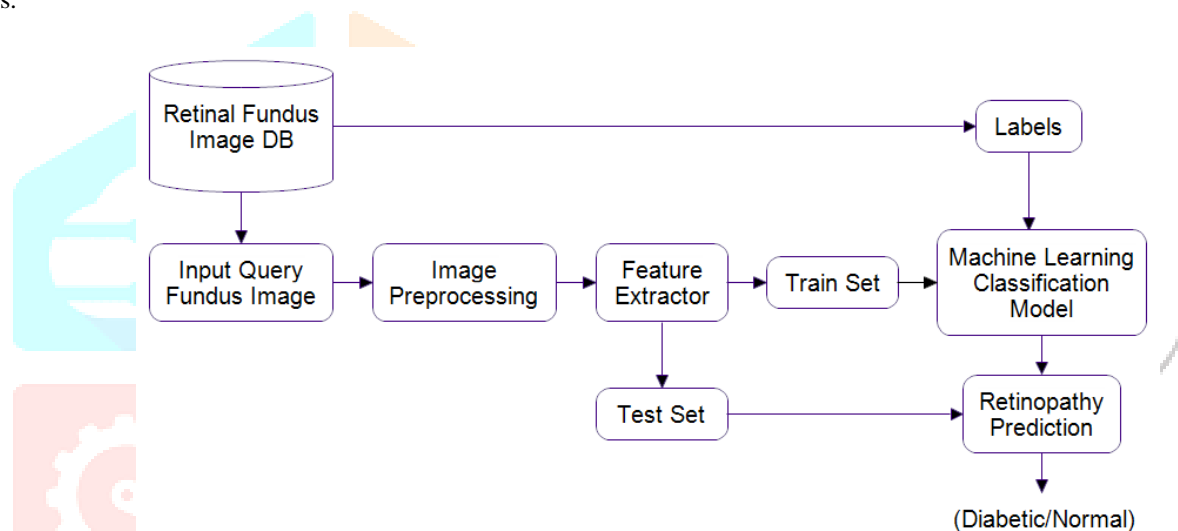 s.
Retinal Fundus
Image DB
Labels
Input Query
Fundus Image
Image
Preprocessing
Feature
Extractor
Train Set
Machine Learning
Classification
Model
Test Set
Retinopathy
Prediction
(Diabetic/Normal)